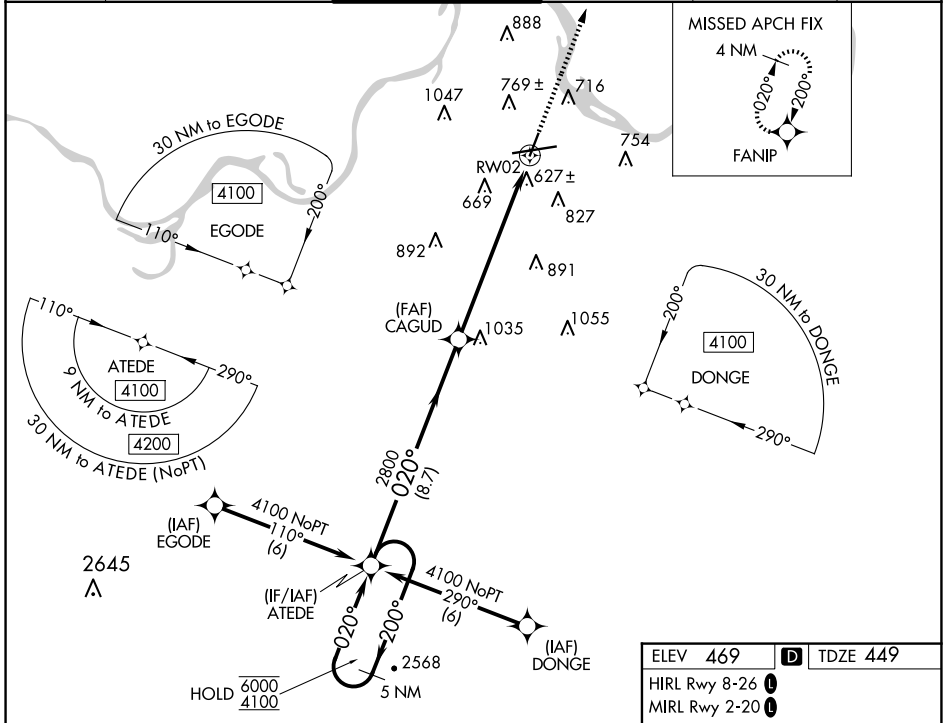 MISSED APCH FIX
4 NM
020°
200°
FANIP
888
769 ±
716
1047
754
RW02
627 ±
669
827
892
891
30 NM to EGODE
4100
EGODE
110°
200°
(FAF)
CAGUD
1035
1055
30 NM to DONGE
200°
4100
DONGE
290°
110°
ATEDE
4100
290°
9 NM to ATEDE
4200
30 NM to ATEDE (NoPT)
2800
020°
(8.7)
(IAF)
EGODE
4100 NoPT
110°
(6)
2645
(IF/IAF)
ATEDE
4100 NoPT
290°
(6)
(IAF)
DONGE
020°
200°
2568
5 NM
HOLD 6000
4100
ELEV 469 D TDZE 449
HIRL Rwy 8-26 L
MIRL Rwy 2-20 L